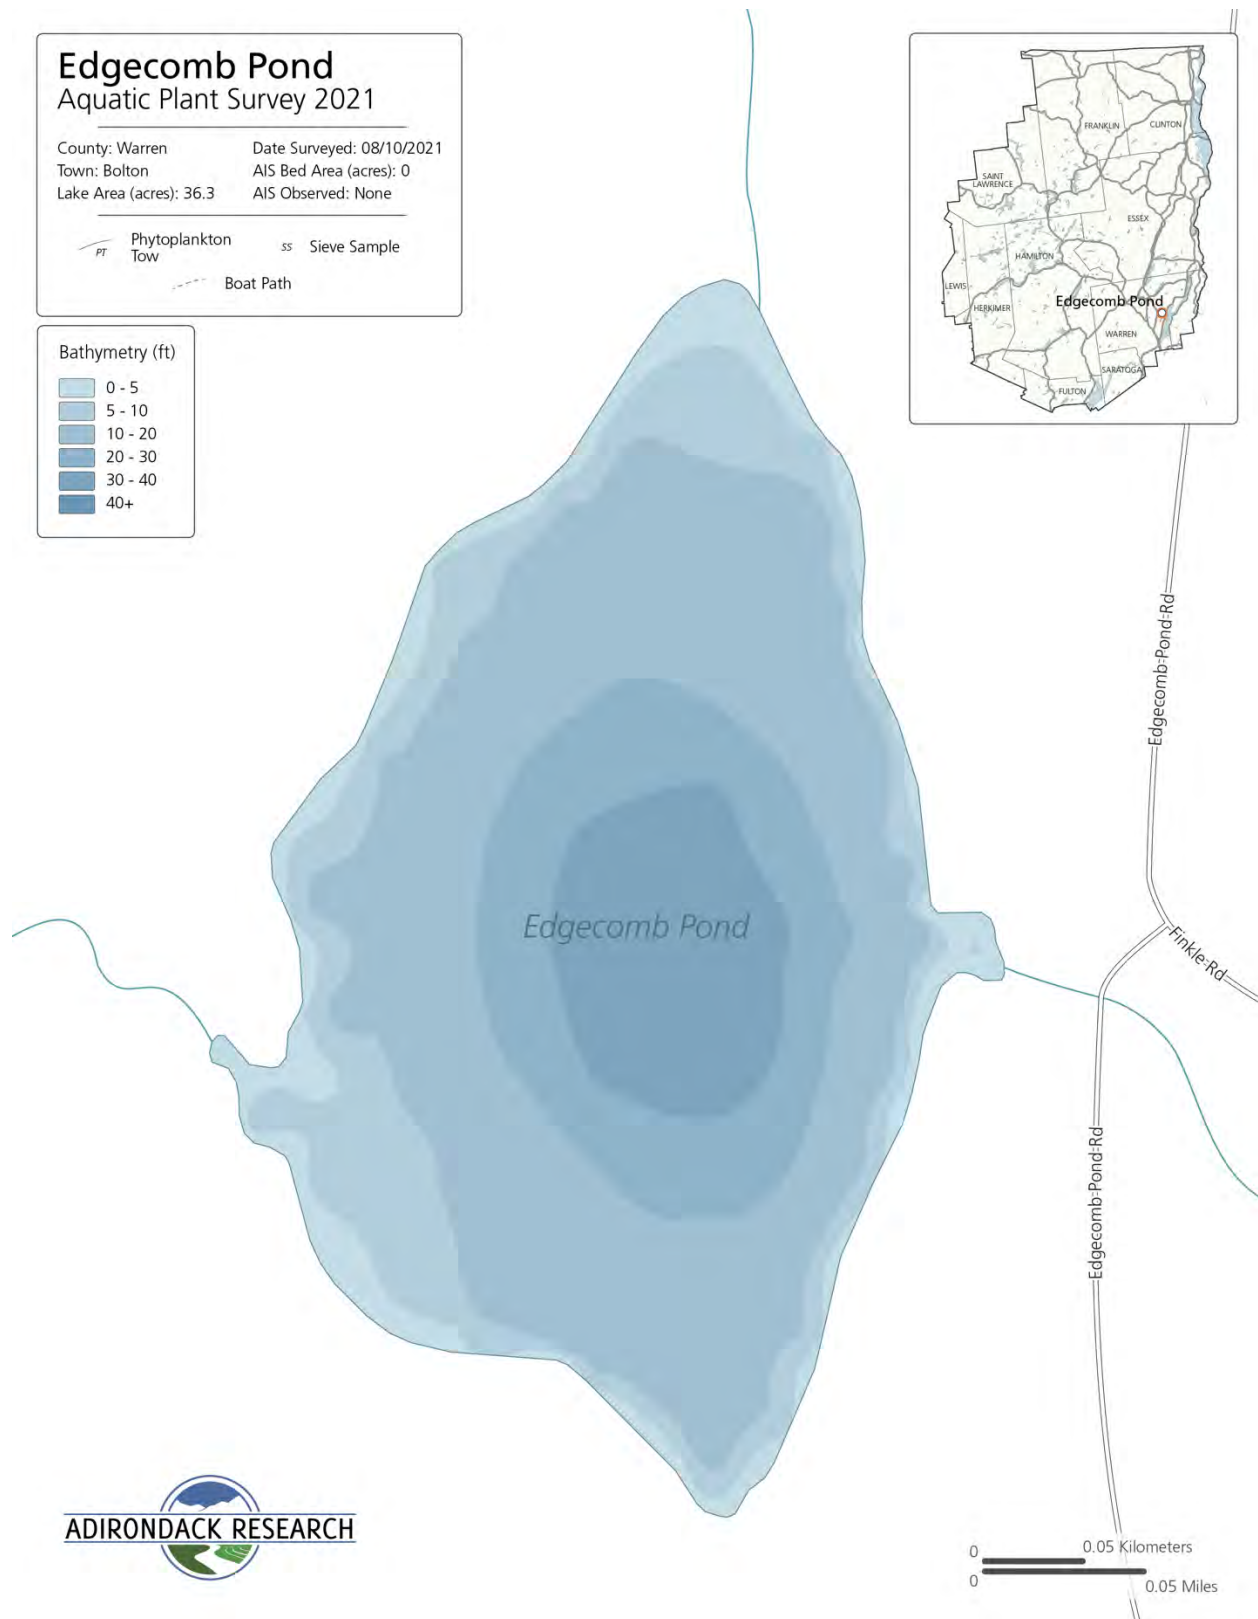 Edgecomb Pond
Aquatic Plant Survey 2021
County: Warren
Date Surveyed: 08/10/2021
Town: Bolton
AIS Bed Area (acres): 0
Lake Area (acres): 36.3
AIS Observed: None
PT
Phytoplankton
Tow
SS
Sieve Sample
Boat Path
Bathymetry (ft)
0 - 5
5 - 10
10 - 20
20 - 30
30 - 40
40+
FRANKLIN
CLINTON
SAINT
LAWRENCE
ESSEX
HAMILTON
LEWIS
HERKIMER
Edgecomb Pond
WARREN
SARATOGA
FULTON
Edgecomb-Pond-Rd
Edgecomb Pond
Finkle-Rd
Edgecomb-Pond-Rd
ADIRONDACK RESEARCH
0
0.05 Kilometers
0
0.05 Miles